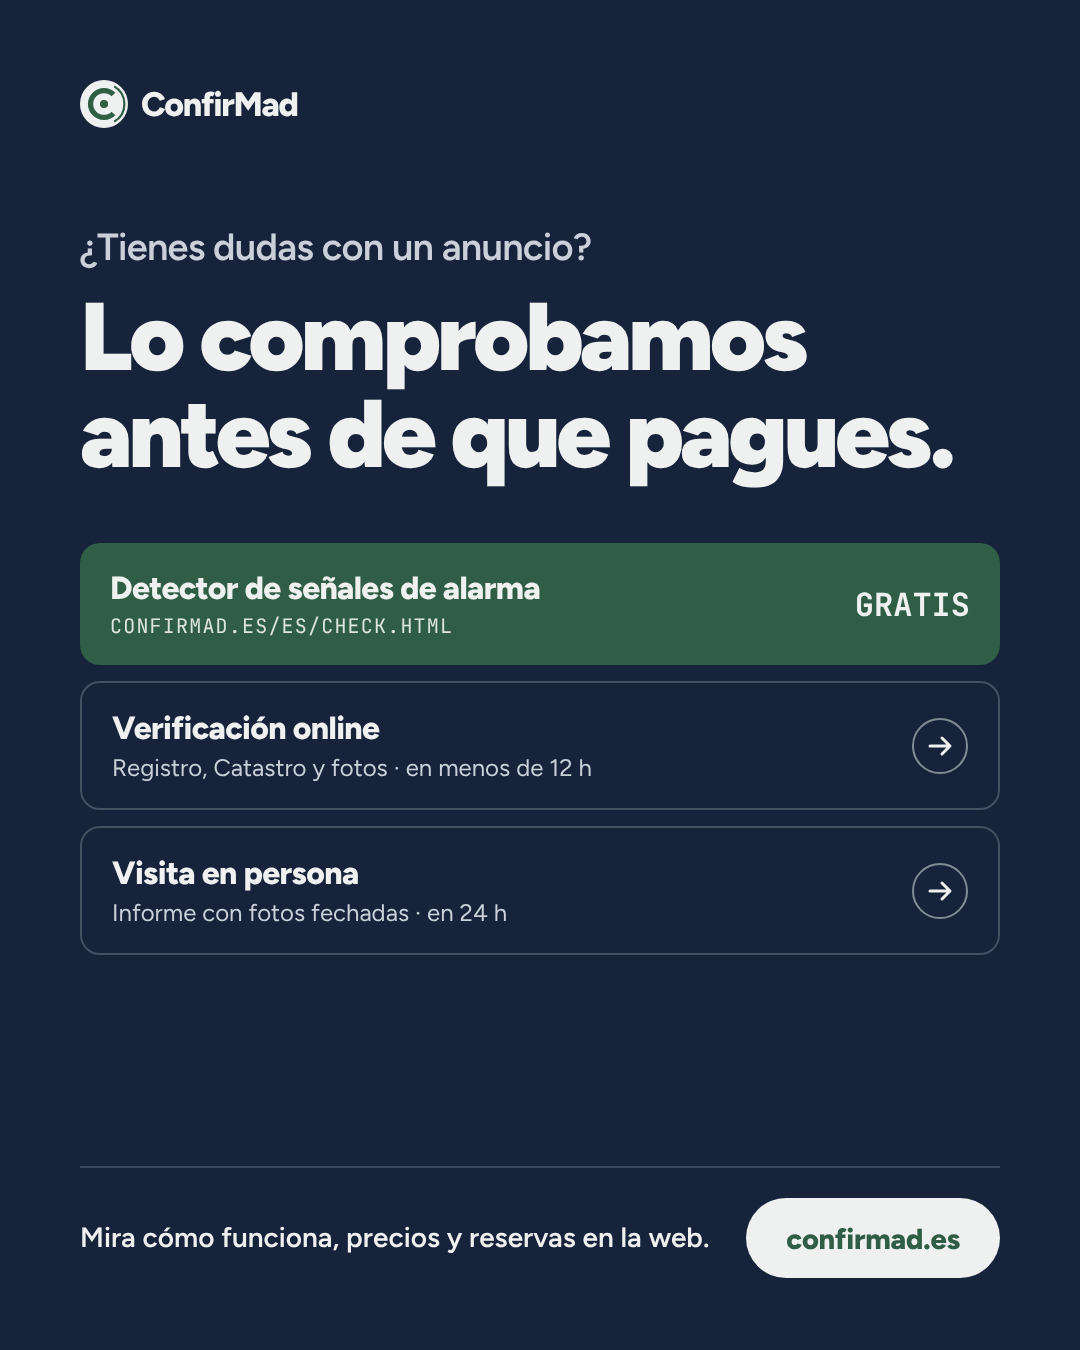 ConfirMad
¿Tienes dudas con un anuncio?
Lo comprobamos
antes de que pagues.
Detector de señales de alarma
CONFIRMAD.ES/ES/CHECK.HTML
GRATIS
Verificación online
Registro, Catastro y fotos · en menos de 12 h
Visita en persona
Informe con fotos fechadas · en 24 h
Mira cómo funciona, precios y reservas en la web.
confirmad.es